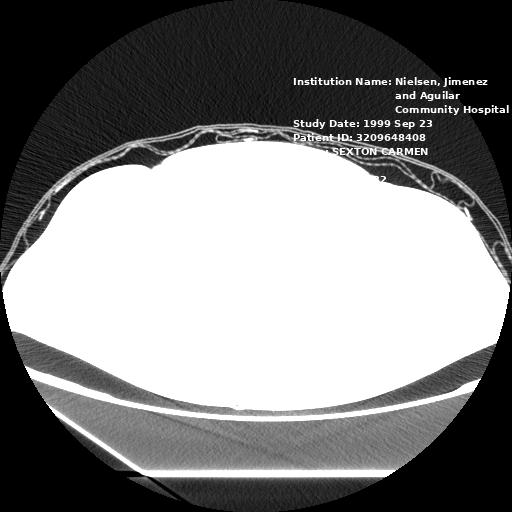 Institution Name: Nielsen, Jimenez
and Aguilar
Community Hospital
Study Date: 1999 Sep 23
Patient ID: 3209648408
: SEXTON CARMEN